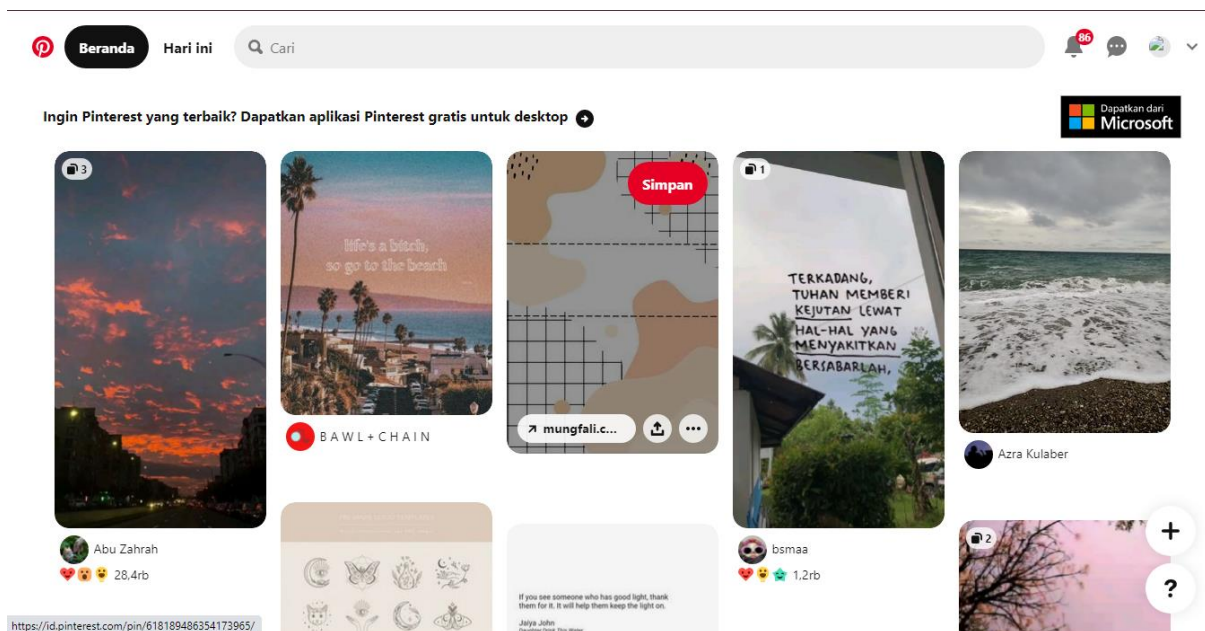 Beranda
Hari ini
Cari
86
Ingin Pinterest yang terbaik? Dapatkan aplikasi Pinterest gratis untuk desktop
Dapatkan dari
Microsoft
3
life's a bitch,
so go to the beach
BAWL+CHAIN
Simpan
mungfali.c...
1
TERKADANG,
TUHAN MEMBERI
KEJUTAN LEWAT
HAL-HAL YANG
MENYAKITKAN
BERSABARLAH,
Azra Kulaber
Abu Zahrah
28,4rb
bsmaa
1,2rb
2
If you see someone who has good light, thank
them for it. It will help them keep the light on.
Jaiya John
+
?
https://id.pinterest.com/pin/618189486354173965/